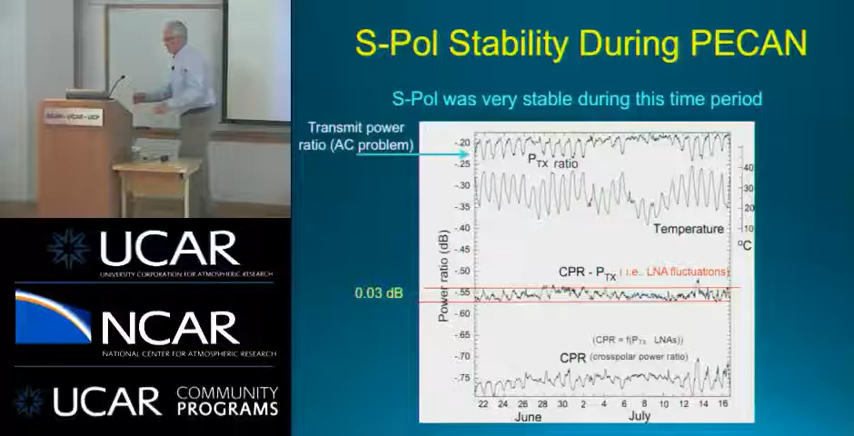 S-Pol Stability During PECAN
S-Pol was very stable during this time period
Transmit power
ratio (AC problem)
-.20
-.25
-.30
-.35
-.40
-.45
-.50
-.55
-.60
-.65
-.70
-.75
Power ratio (dB)
PTX ratio
40
30
20
10
°C
Temperature
CPR - PTX ( i.e., LNA fluctuations)
0.03 dB
(CPR = f(PTx LNAs))
CPR (crosspolar power ratio)
22 24 26 28 30 2 4 6 8 10 12 14 16
June July
NCAR - UCAR - UCP
UCAR
UNIVERSITY CORPORATION FOR ATMOSPHERIC RESEARCH
NCAR
NATIONAL CENTER FOR ATMOSPHERIC RESEARCH
UCAR COMMUNITY
PROGRAMS